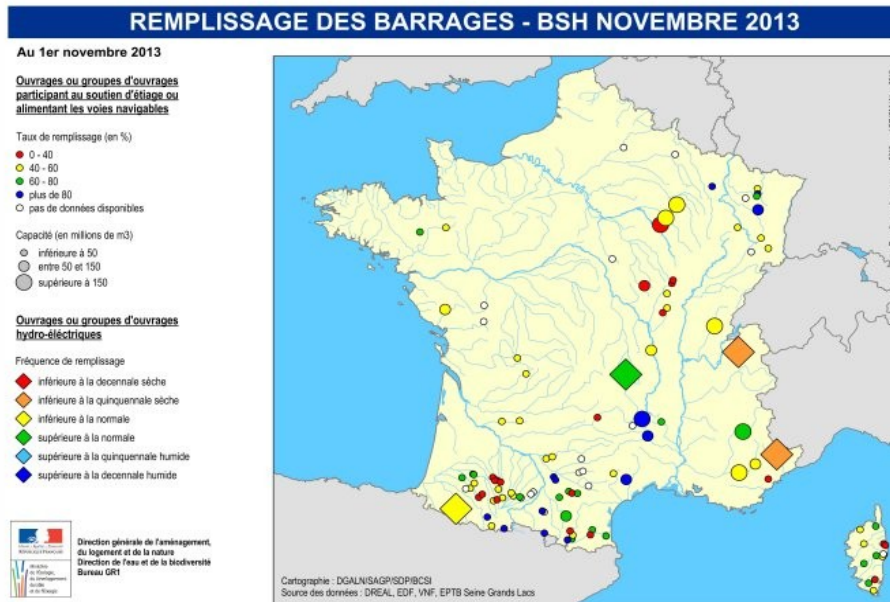 REMPLISSAGE DES BARRAGES - BSH NOVEMBRE 2013
Au 1er novembre 2013
Ouvrages ou groupes d'ouvrages
participant au soutien d'étiage ou
alimentant les voies navigables
Taux de remplissage (en %)
0 - 40
40 - 60
60 - 80
plus de 80
pas de données disponibles
Capacité (en millions de m3)
inférieure à 50
entre 50 et 150
supérieure à 150
Ouvrages ou groupes d'ouvrages
hydro-éléctriques
Fréquence de remplissage
inférieure à la decennale sèche
inférieure à la quinquennale sèche
inférieure à la normale
supérieure à la normale
supérieure à la quinquennale humide
supérieure à la decennale humide
Direction générale de l'aménagement,
du logement et de la nature
Direction de l'eau et de la biodiversité
Bureau GR1
Cartographie : DGALN/SAGP/SDP/BCSI
Source des données : DREAL, EDF, VNF, EPTB Seine Grands Lacs